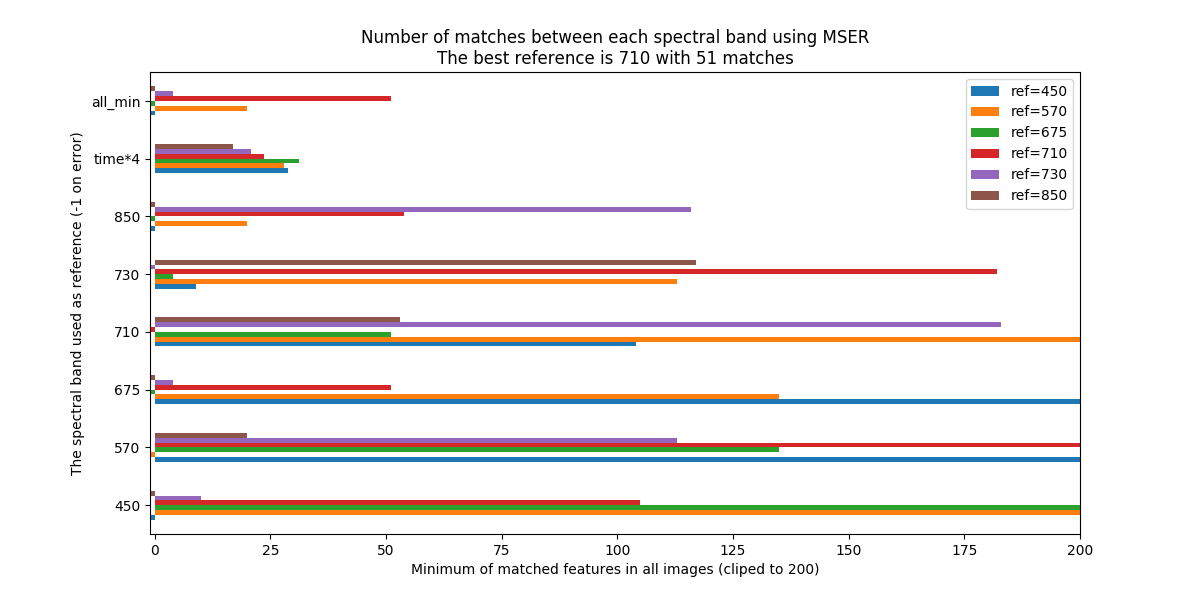 Number of matches between each spectral band using MSER
The best reference is 710 with 51 matches
The spectral band used as reference (-1 on error)
all_min
time*4
850
730
710
675
570
450
ref=450
ref=570
ref=675
ref=710
ref=730
ref=850
0 25 50 75 100 125 150 175 200
Minimum of matched features in all images (cliped to 200)